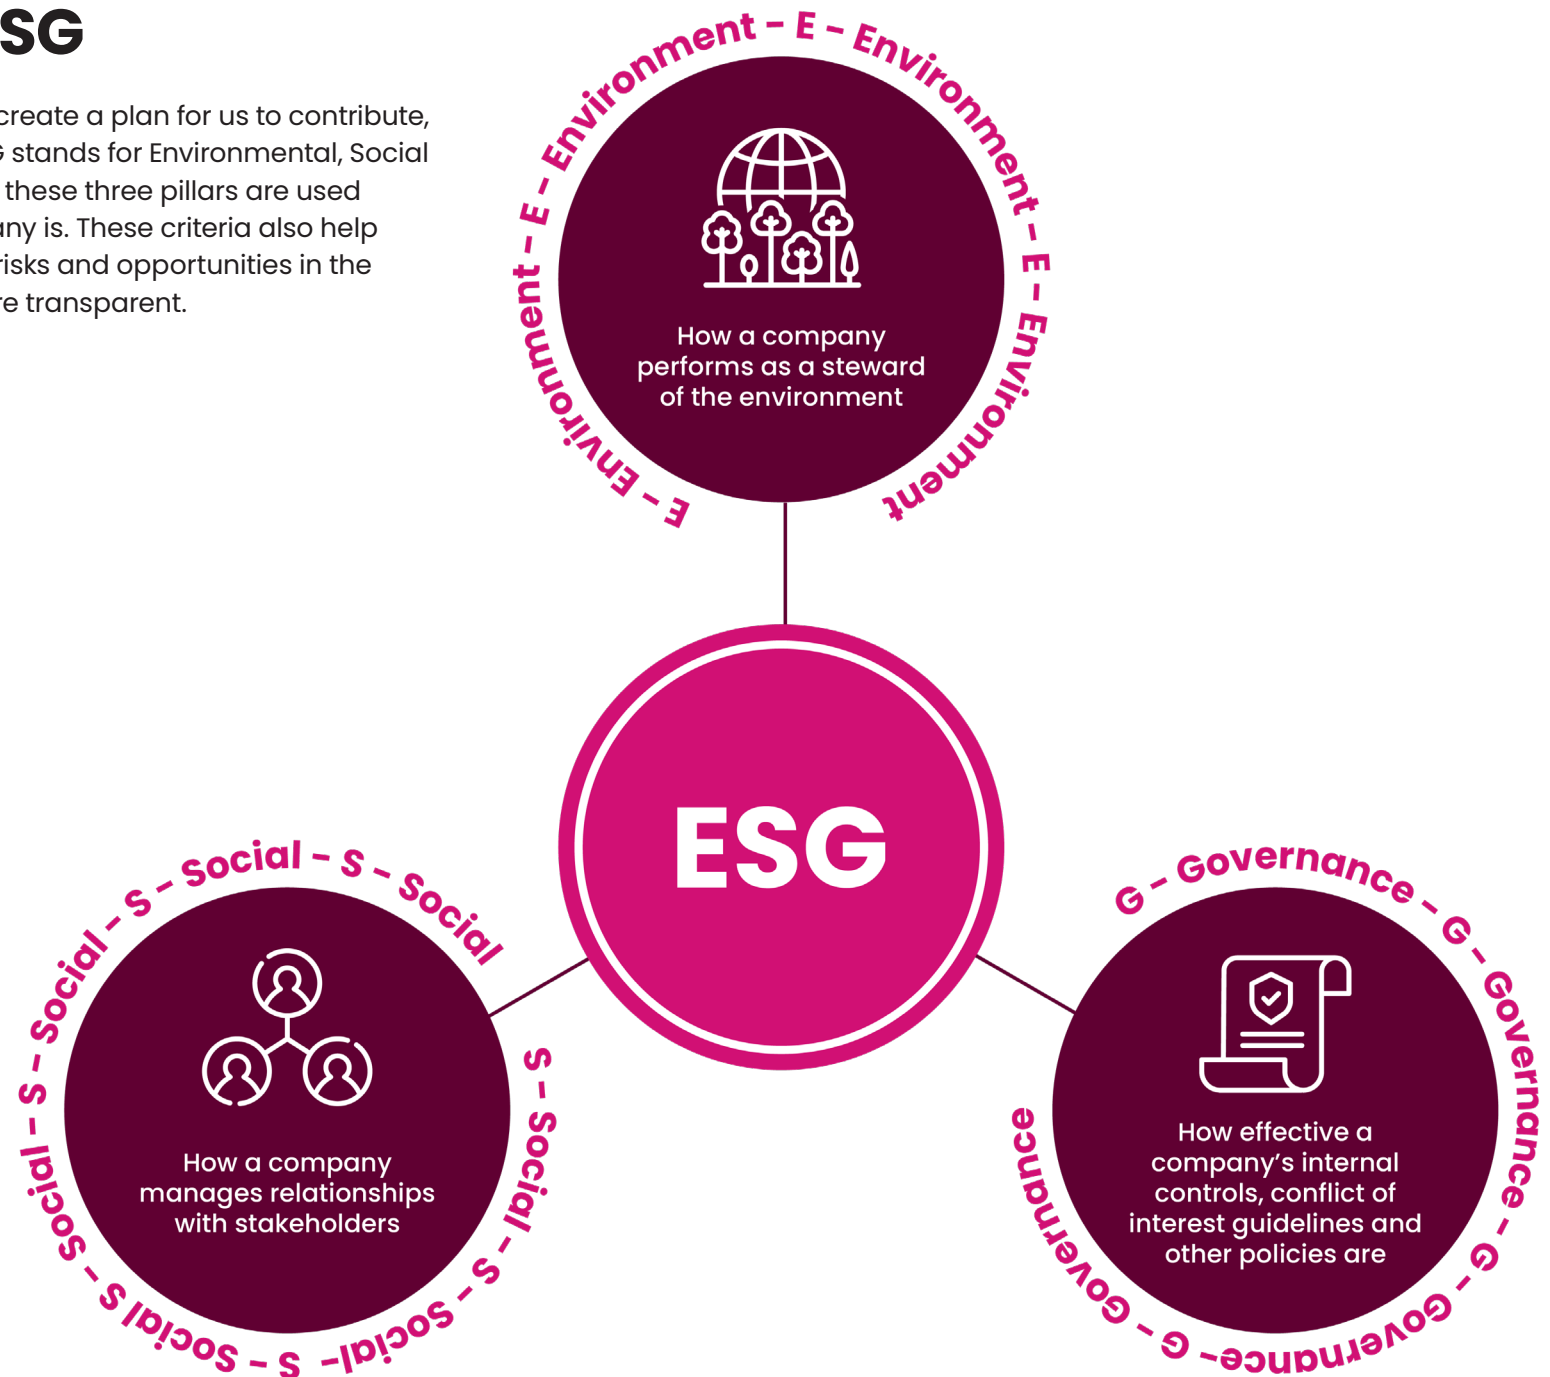 SG
create a plan for us to contribute,
stands for Environmental, Social
these three pillars are used
any is. These criteria also help
risks and opportunities in the
re transparent.
E – Environment – E – Environment – E – Environment – E – Environment
How a company
performs as a steward
of the environment
ESG
S – Social – S – Social– S – Social S – Social – S – Social – S – Social – S – Social
How a company
manages relationships
with stakeholders
G – Governance – G – Governance – G – Governance– G – Governance
How effective a
company’s internal
controls, conflict of
interest guidelines and
other policies are